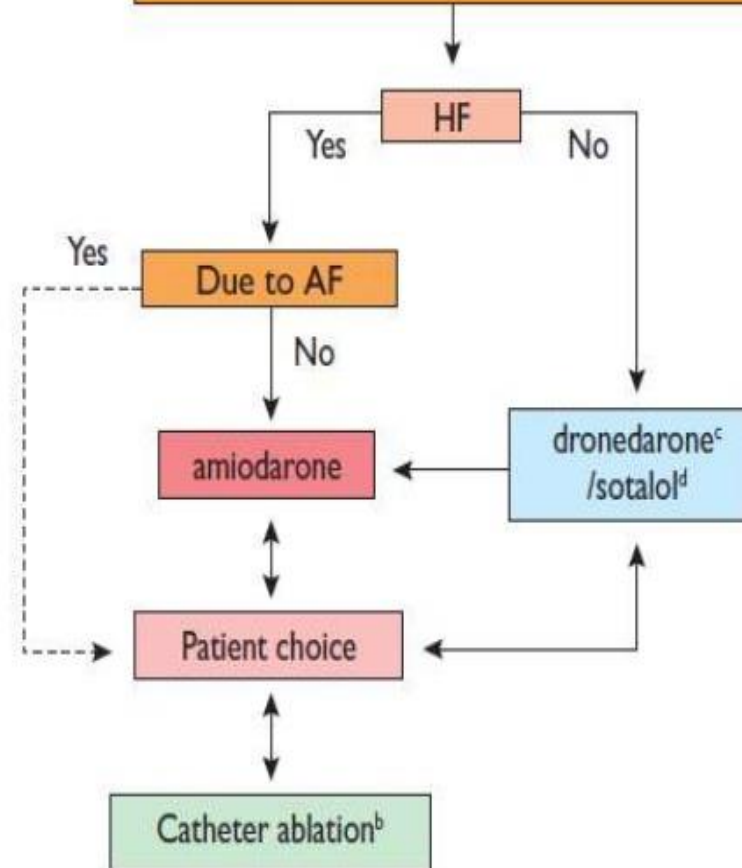 HF
Yes
No
Yes
Due to AF
No
amiodarone
dronedaroneᶜ
/sotalolᵈ
Patient choice
Catheter ablationᵇ